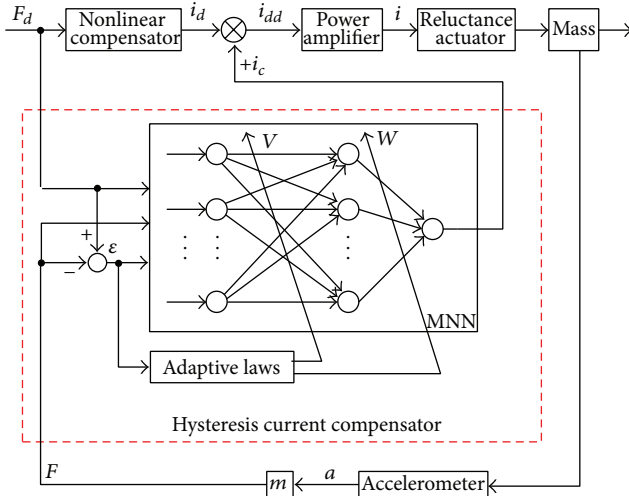 F_d
Nonlinear compensator
i_d
i_dd
Power amplifier
i
Reluctance actuator
Mass
+i_c
V
W
+
ε
−
MNN
Adaptive laws
Hysteresis current compensator
F
m
a
Accelerometer